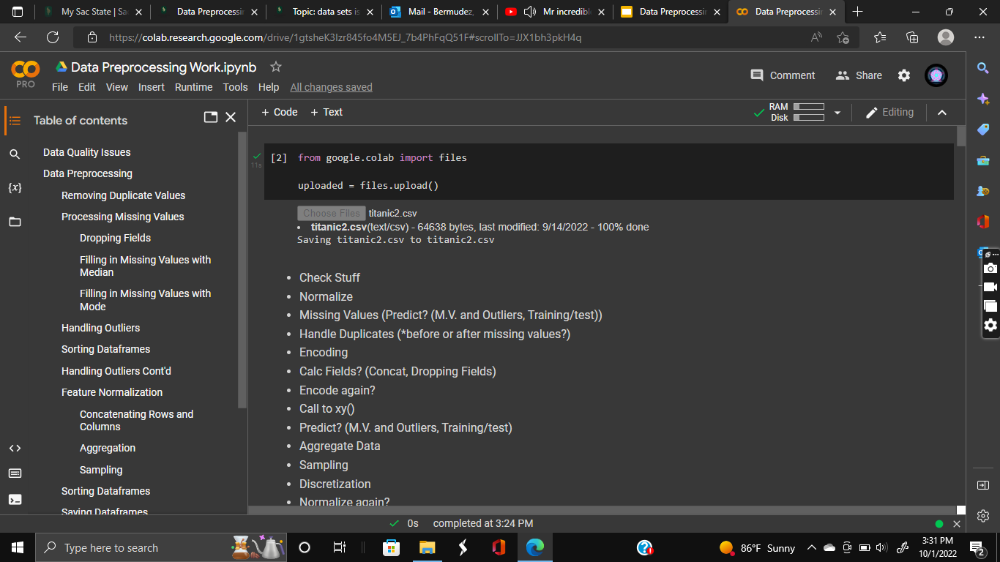 My Sac State | Sa
Data Preprocessin
Topic: data sets is
Mail - Bermudez,
Mr incredibl
Data Preprocessin
Data Preprocessin
https://colab.research.google.com/drive/1gtsheK3Izr845fo4M5EJ_7b4PhFqQ51F#scrollTo=JJX1bh3pkH4q
PRO
Data Preprocessing Work.ipynb
File Edit View Insert Runtime Tools Help All changes saved
Comment
Share
Table of contents
Data Quality Issues
Data Preprocessing
Removing Duplicate Values
Processing Missing Values
Dropping Fields
Filling in Missing Values with
Median
Filling in Missing Values with
Mode
Handling Outliers
Sorting Dataframes
Handling Outliers Cont'd
Feature Normalization
Concatenating Rows and
Columns
Aggregation
Sampling
Sorting Dataframes
Saving Dataframes
{x}
+ Code + Text
RAM
Disk
Editing
11s
[2] from google.colab import files
uploaded = files.upload()
Choose Files titanic2.csv
• titanic2.csv(text/csv) - 64638 bytes, last modified: 9/14/2022 - 100% done
Saving titanic2.csv to titanic2.csv
• Check Stuff
• Normalize
• Missing Values (Predict? (M.V. and Outliers, Training/test))
• Handle Duplicates (*before or after missing values?)
• Encoding
• Calc Fields? (Concat, Dropping Fields)
• Encode again?
• Call to xy()
• Predict? (M.V. and Outliers, Training/test)
• Aggregate Data
• Sampling
• Discretization
• Normalize again?
0s completed at 3:24 PM
Type here to search
86°F Sunny
3:31 PM
10/1/2022
2